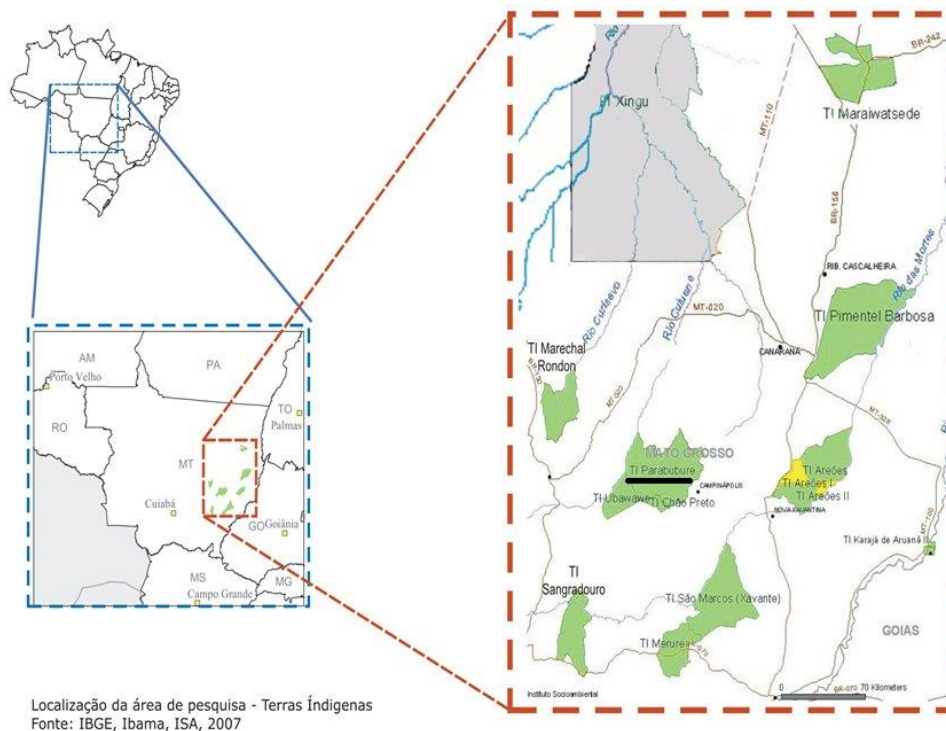 AM
PA
Porto Velho
TO
Palmas
RO
MT
Cuiabá
GO
Goiânia
MS
Campo Grande
MG
Localização da área de pesquisa - Terras Índigenas
Fonte: IBGE, Ibama, ISA, 2007
BR-242
Xingu
TI Maraiwatsede
MT-110
BR-158
RIB. CASCALHEIRA
Rio das Mortes
TI Pimentel Barbosa
Rio Curisevo
MT-020
CANARANA
TI Marechal
Rondon
MATO GROSSO
TI Parabubure
CAMPINÁPOLIS
TI Ubawawe
TI Chão Preto
TI Areões
TI Areões I
TI Areões II
NOVA XAVANTINA
TI Karajá de Aruanã II
TI
Sangradouro
TI São Marcos (Xavante)
TI Merure
GOIAS
BR-070
0 70 Kilometers
Instituto Socioambiental